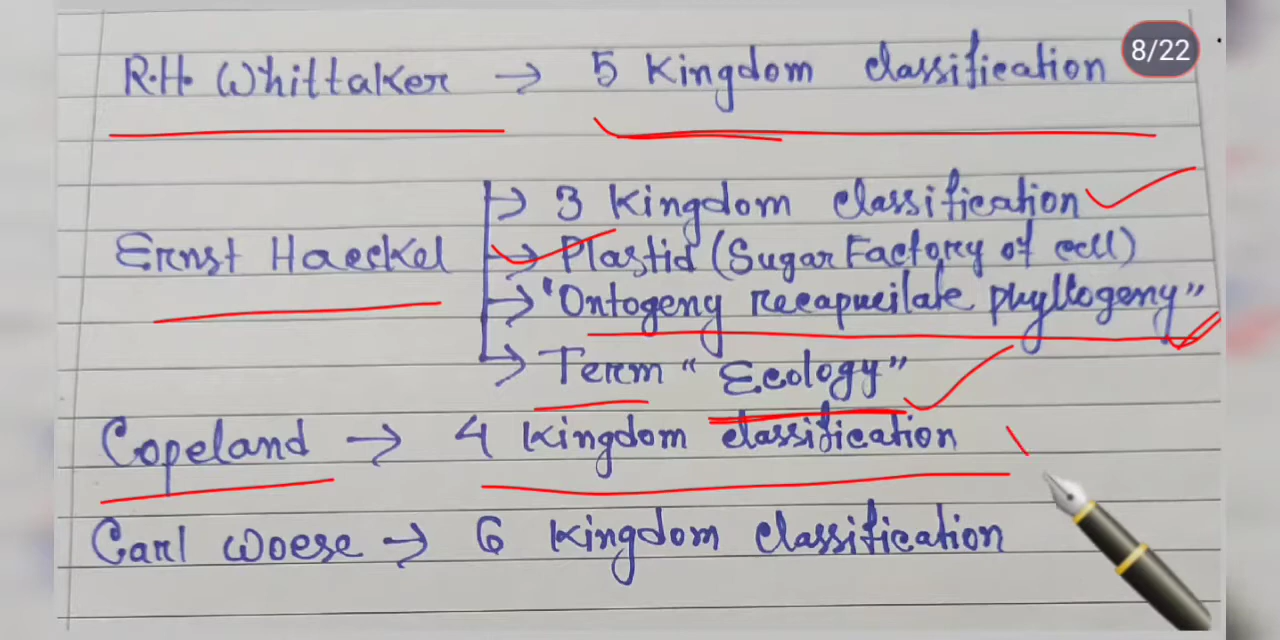 R.H. Whittaker → 5 Kingdom classification
8/22
→ 3 Kingdom classification
Ernst Haeckel → Plastid (Sugar Factory of cell)
→ "Ontogeny recapucilate phyllogeny"
→ Term "Ecology"
Copeland → 4 Kingdom classification
Carl woese → 6 Kingdom classification